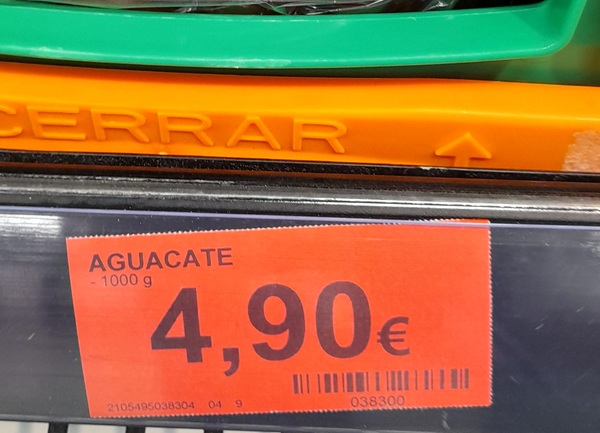 CERRAR
AGUACATE
- 1000 g
4,90€
2105495038304 04 9
038300